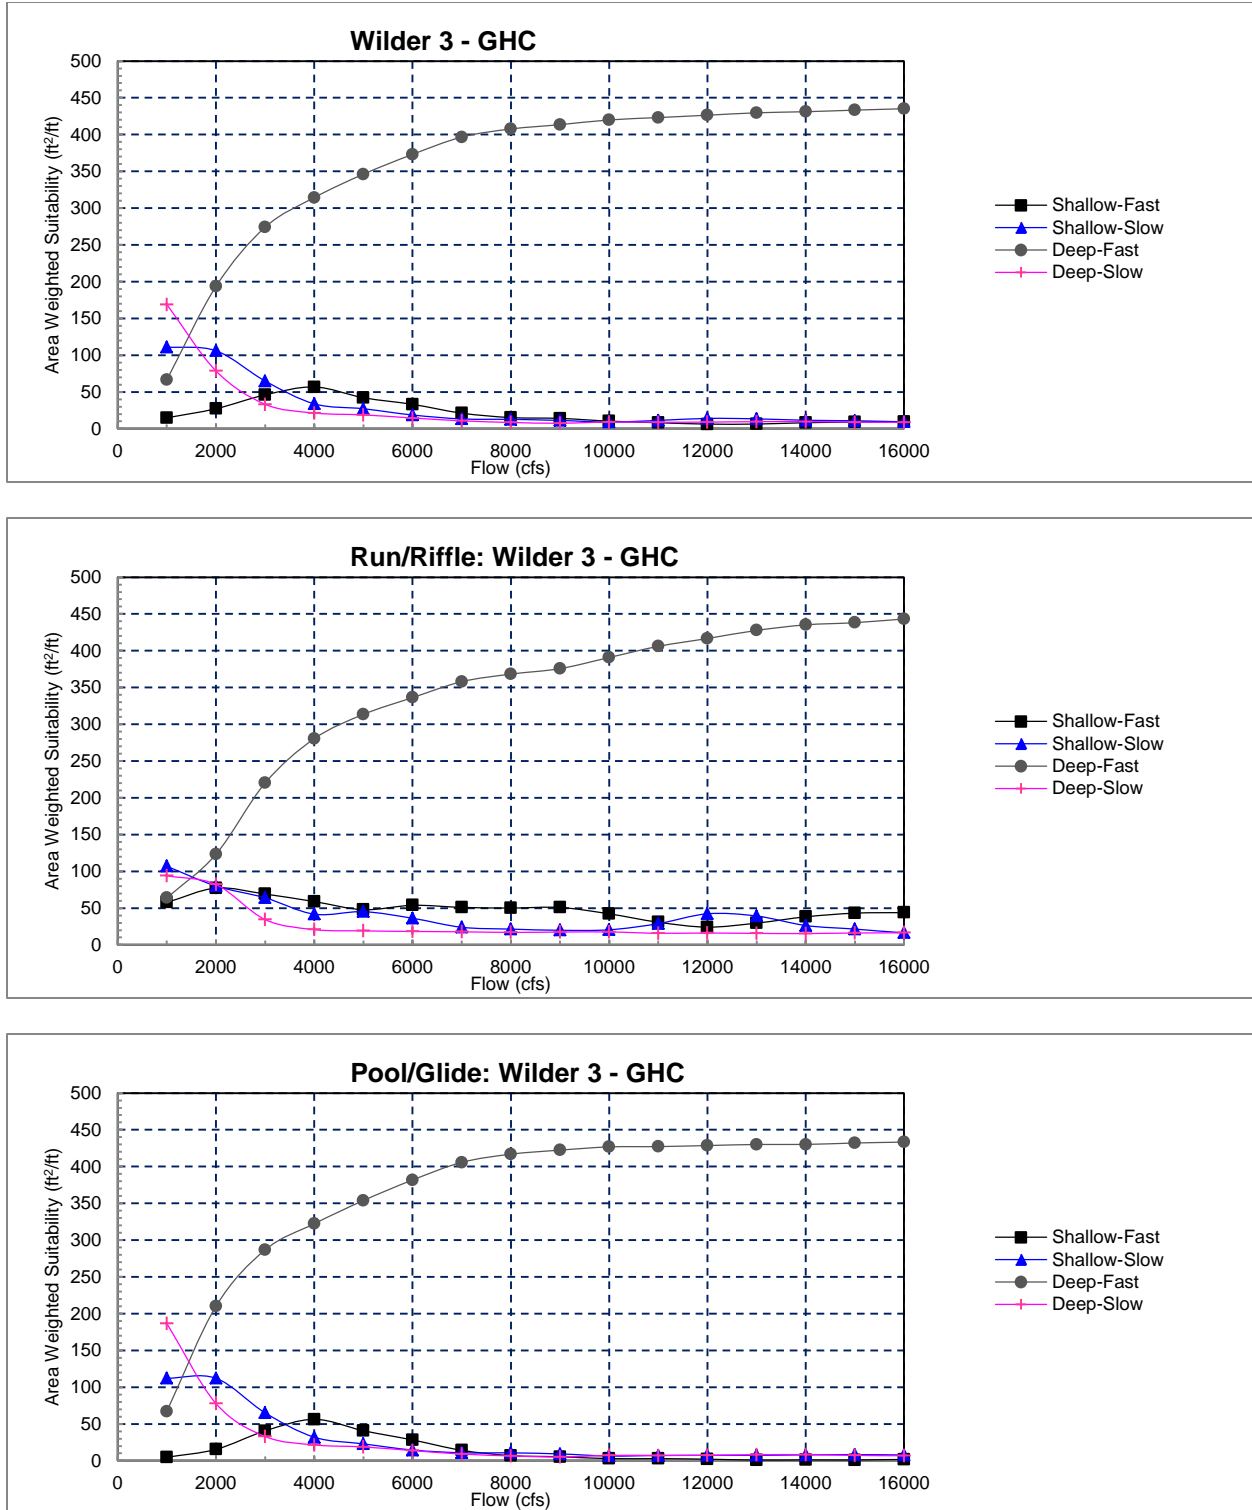 Wilder 3 - GHC
Area Weighted Suitability (ft²/ft)
500
450
400
350
300
250
200
150
100
50
0
0 2000 4000 6000 8000 10000 12000 14000 16000
Flow (cfs)
Shallow-Fast
Shallow-Slow
Deep-Fast
Deep-Slow
Run/Riffle: Wilder 3 - GHC
Area Weighted Suitability (ft²/ft)
500
450
400
350
300
250
200
150
100
50
0
0 2000 4000 6000 8000 10000 12000 14000 16000
Flow (cfs)
Shallow-Fast
Shallow-Slow
Deep-Fast
Deep-Slow
Pool/Glide: Wilder 3 - GHC
Area Weighted Suitability (ft²/ft)
500
450
400
350
300
250
200
150
100
50
0
0 2000 4000 6000 8000 10000 12000 14000 16000
Flow (cfs)
Shallow-Fast
Shallow-Slow
Deep-Fast
Deep-Slow